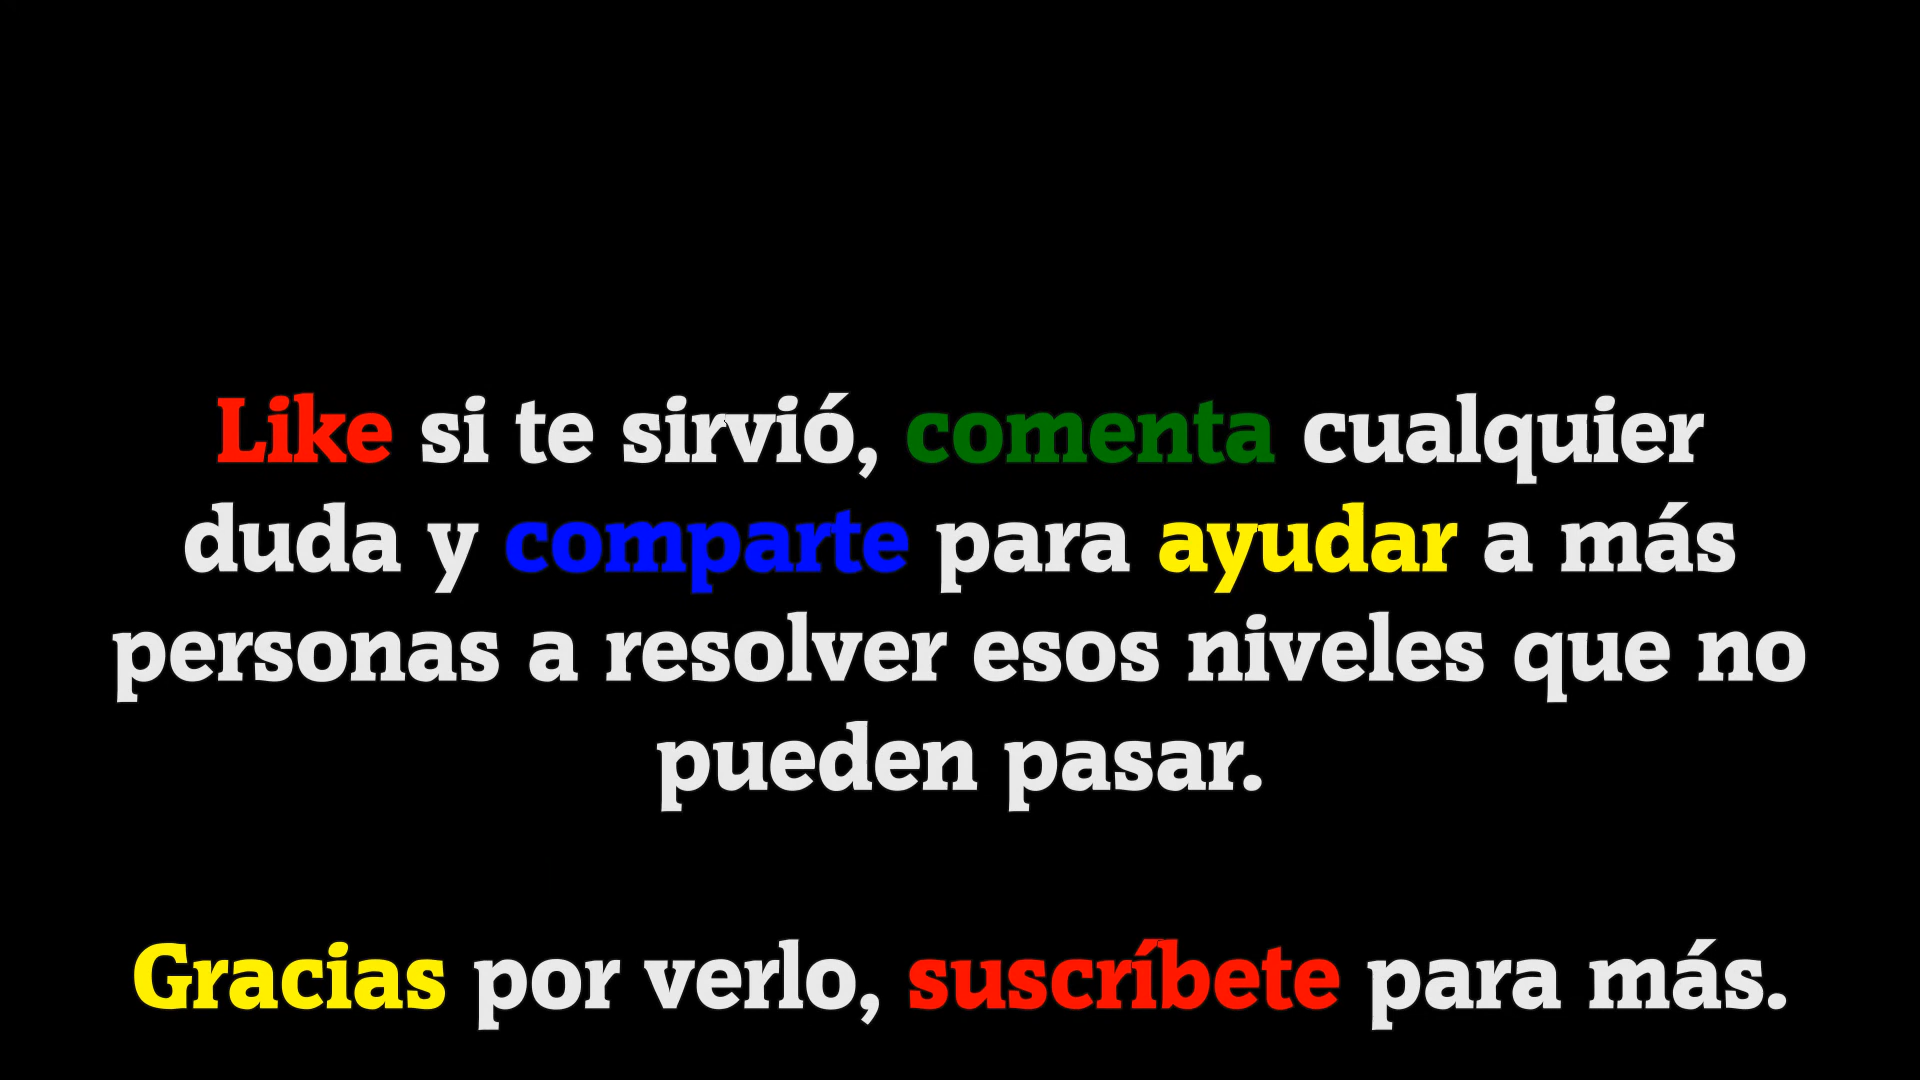 Like si te sirvió, comenta cualquier
duda y comparte para ayudar a más
personas a resolver esos niveles que no
pueden pasar.
Gracias por verlo, suscríbete para más.